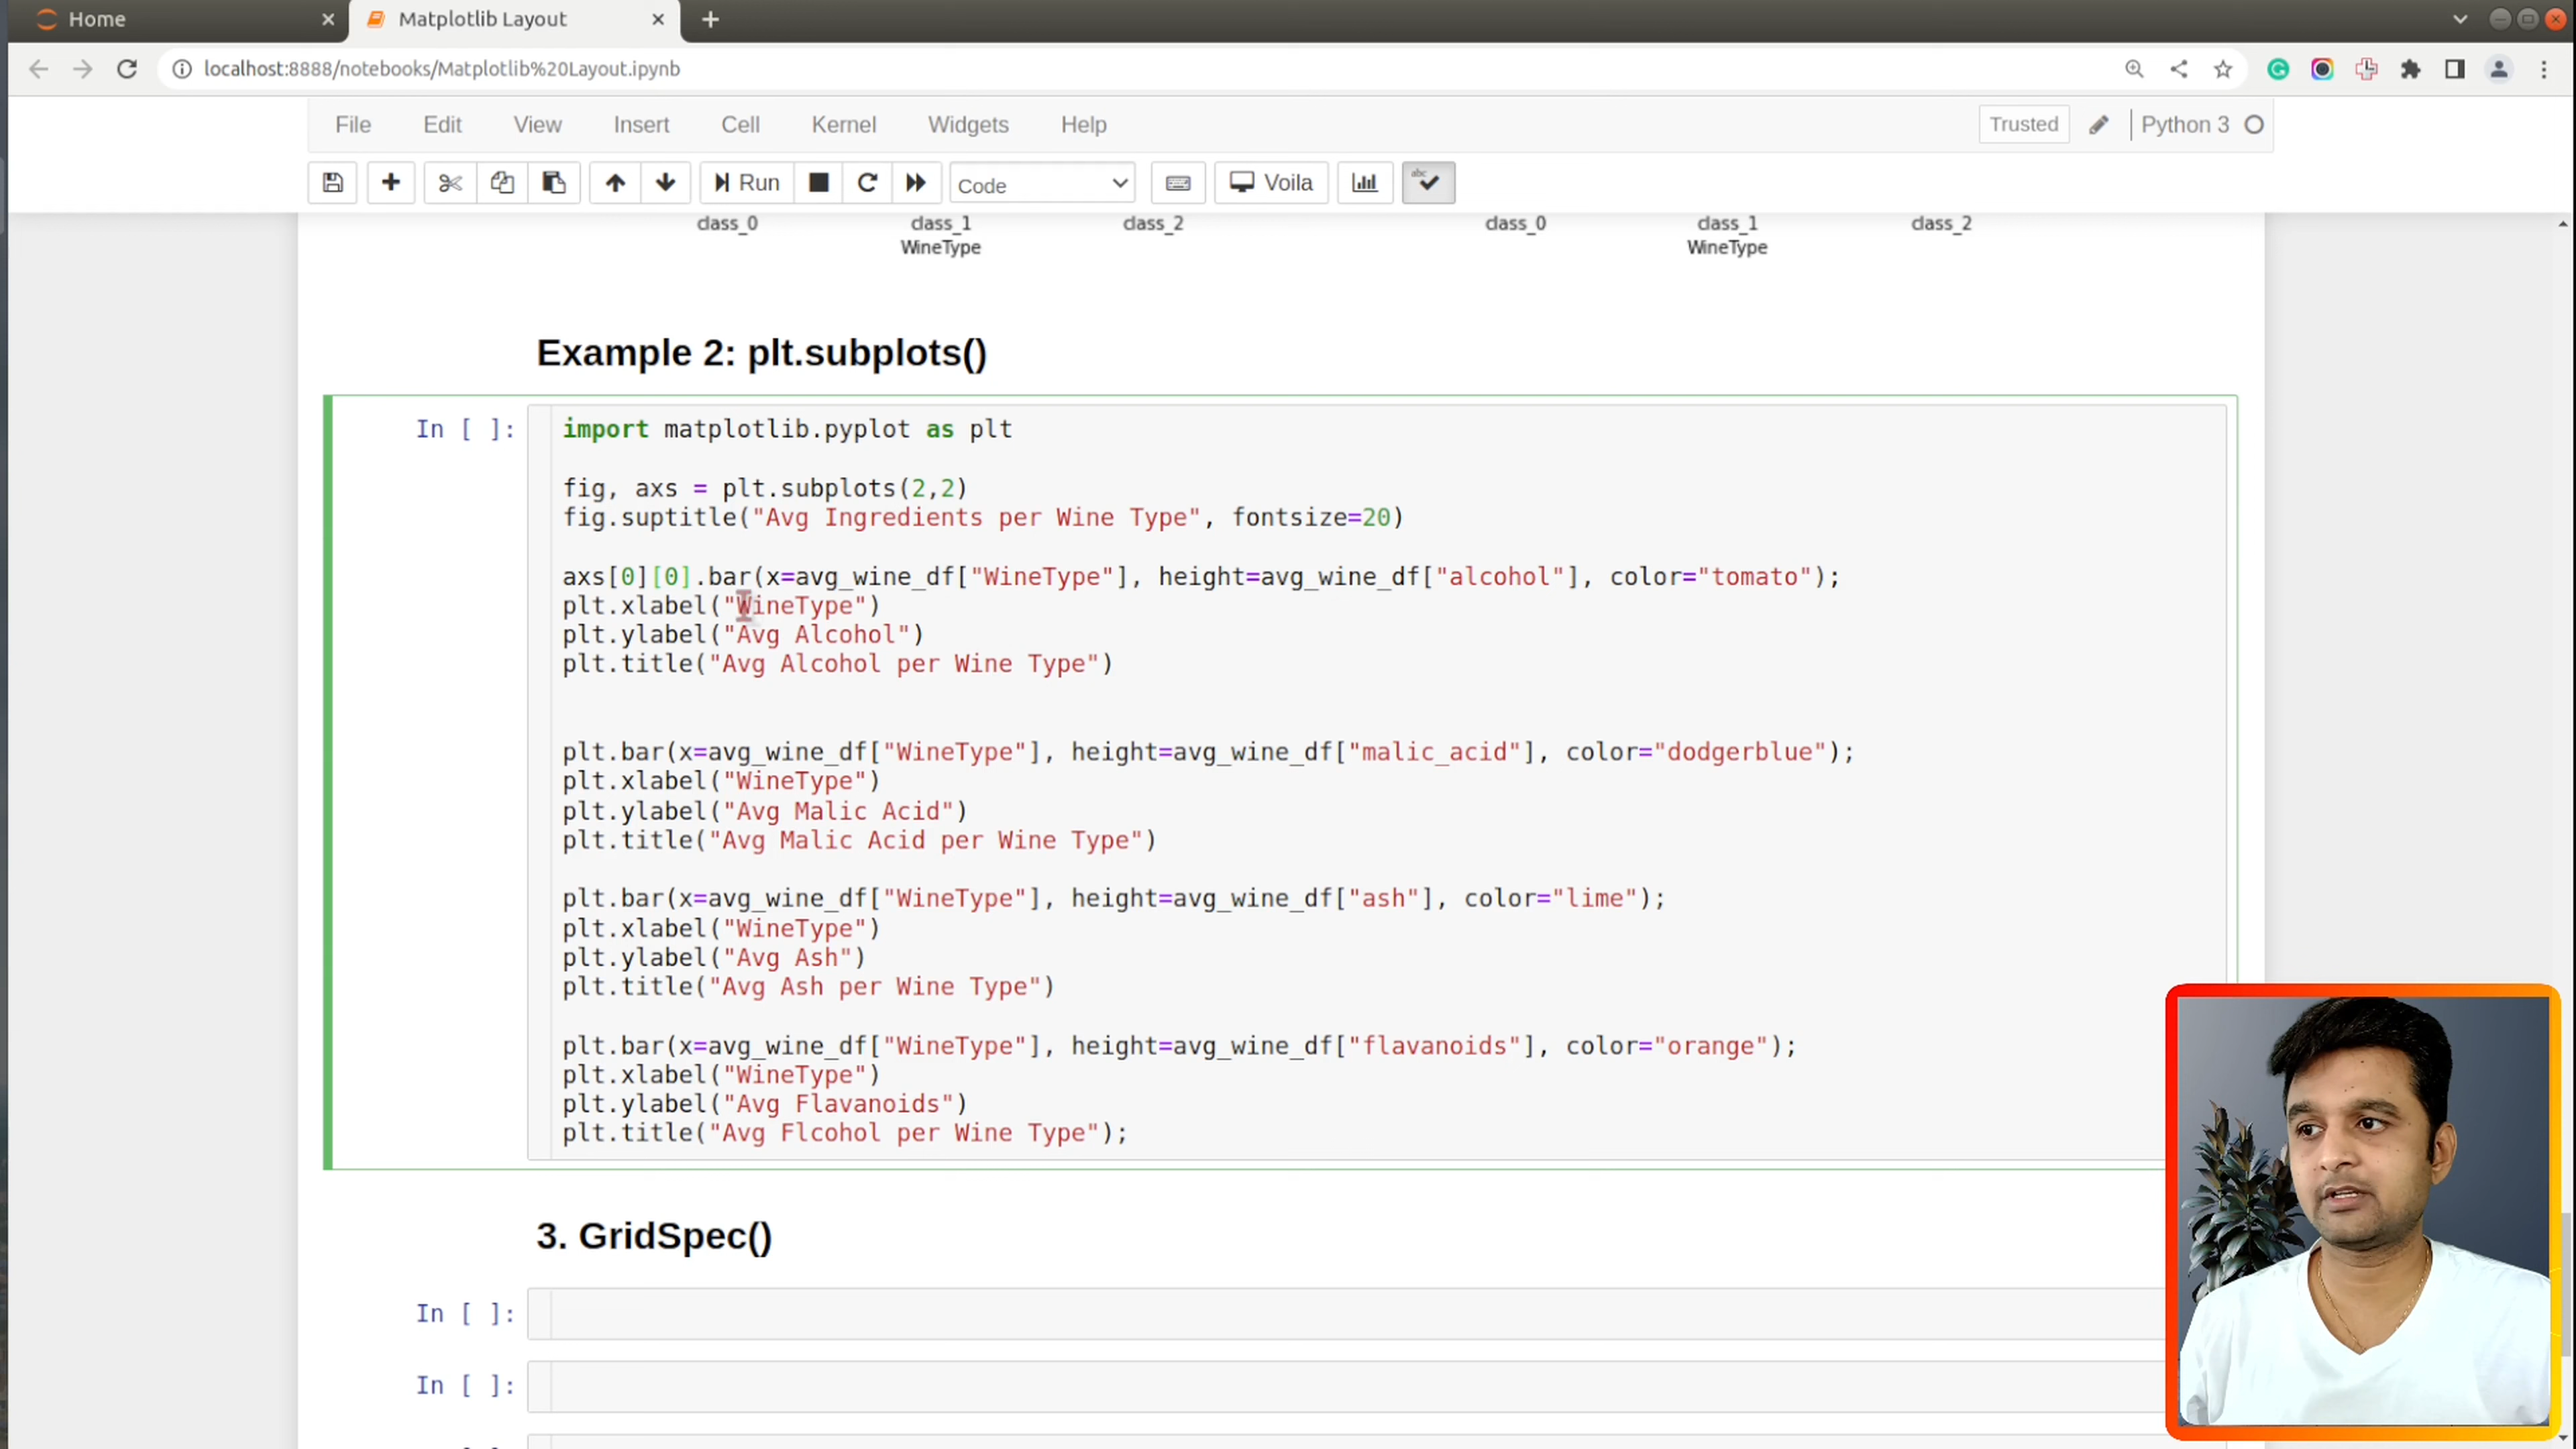 Home
Matplotlib Layout
localhost:8888/notebooks/Matplotlib%20Layout.ipynb
File Edit View Insert Cell Kernel Widgets Help Trusted Python 3
Run Code Voila
class_0 class_1 class_2 class_0 class_1 class_2
WineType WineType
Example 2: plt.subplots()
In [ ]: import matplotlib.pyplot as plt
fig, axs = plt.subplots(2,2)
fig.suptitle("Avg Ingredients per Wine Type", fontsize=20)
axs[0][0].bar(x=avg_wine_df["WineType"], height=avg_wine_df["alcohol"], color="tomato");
plt.xlabel("WineType")
plt.ylabel("Avg Alcohol")
plt.title("Avg Alcohol per Wine Type")
plt.bar(x=avg_wine_df["WineType"], height=avg_wine_df["malic_acid"], color="dodgerblue");
plt.xlabel("WineType")
plt.ylabel("Avg Malic Acid")
plt.title("Avg Malic Acid per Wine Type")
plt.bar(x=avg_wine_df["WineType"], height=avg_wine_df["ash"], color="lime");
plt.xlabel("WineType")
plt.ylabel("Avg Ash")
plt.title("Avg Ash per Wine Type")
plt.bar(x=avg_wine_df["WineType"], height=avg_wine_df["flavanoids"], color="orange");
plt.xlabel("WineType")
plt.ylabel("Avg Flavanoids")
plt.title("Avg Flcohol per Wine Type");
3. GridSpec()
In [ ]:
In [ ]: